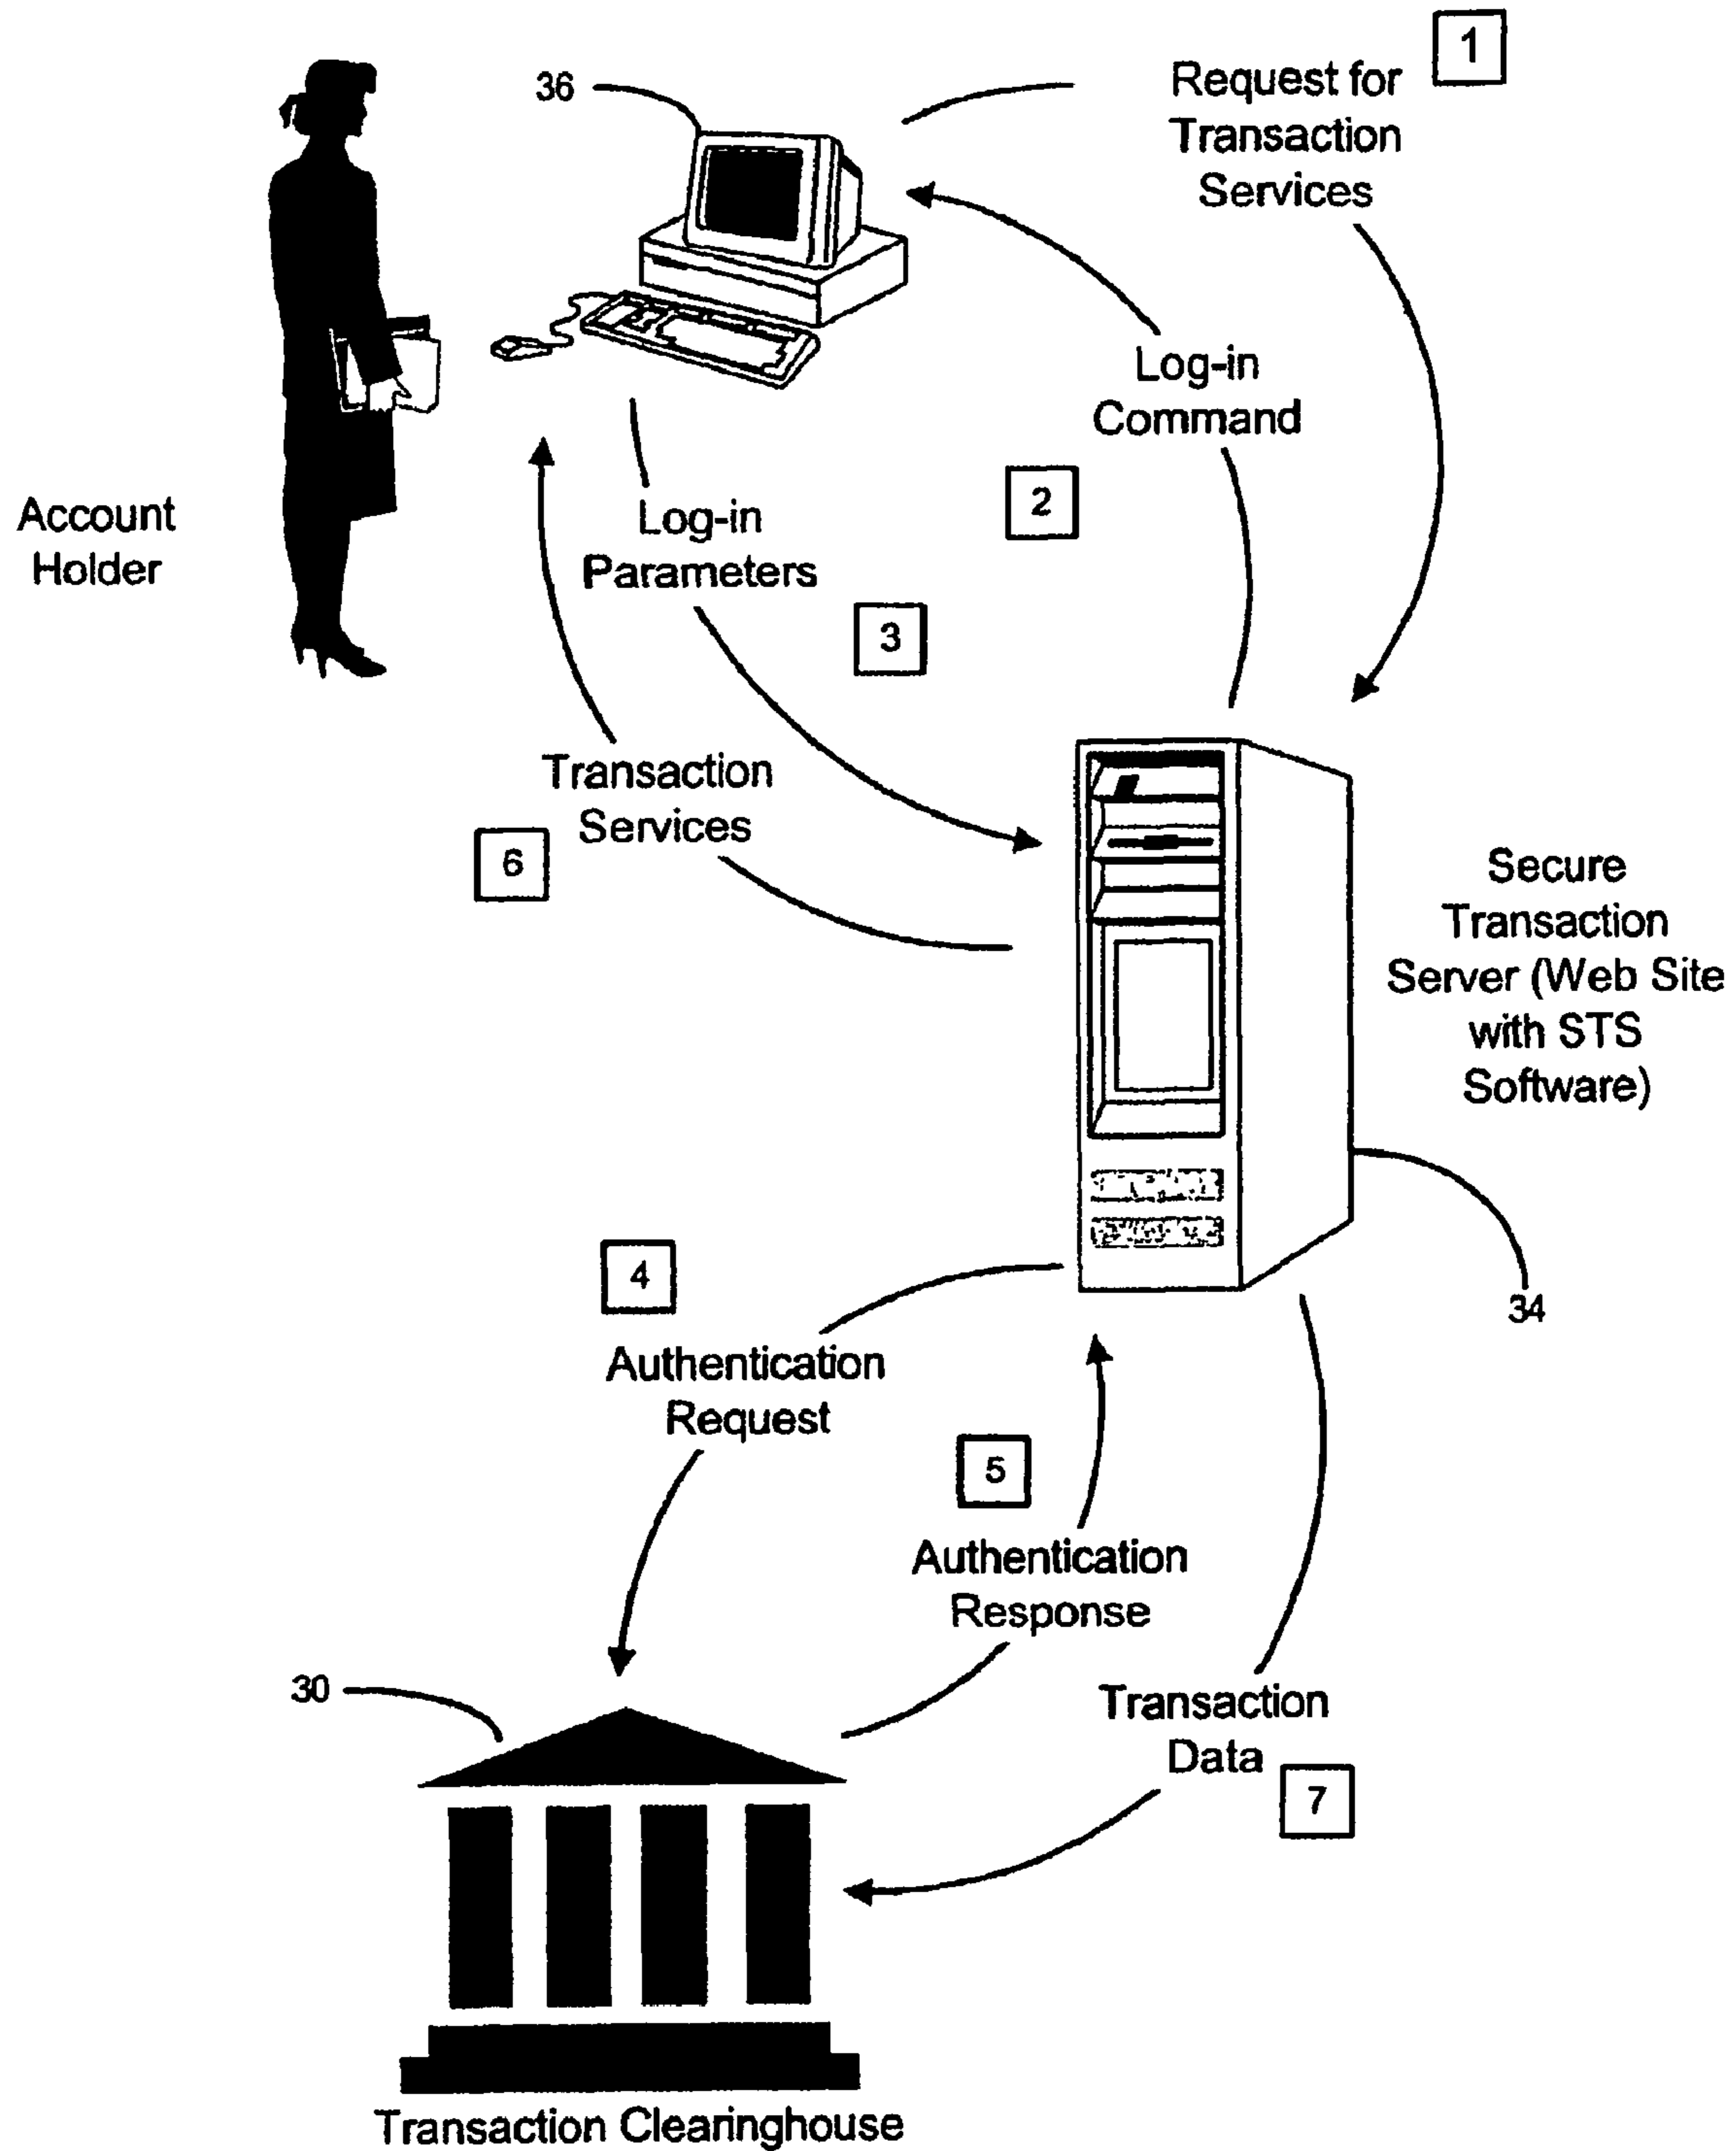 1
36
Request for
Transaction
Services
Log-in
Command
2
Account
Holder
Log-in
Parameters
3
Transaction
Services
6
Secure
Transaction
Server (Web Site
with STS
Software)
34
4
Authentication
Request
5
Authentication
Response
30
Transaction
Data
7
Transaction Clearinghouse